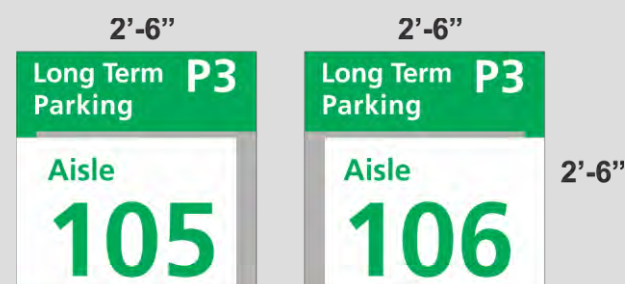 2’-6” 2’-6”
Long Term P3
Parking
Aisle
105
Long Term P3
Parking
Aisle
106
2’-6”